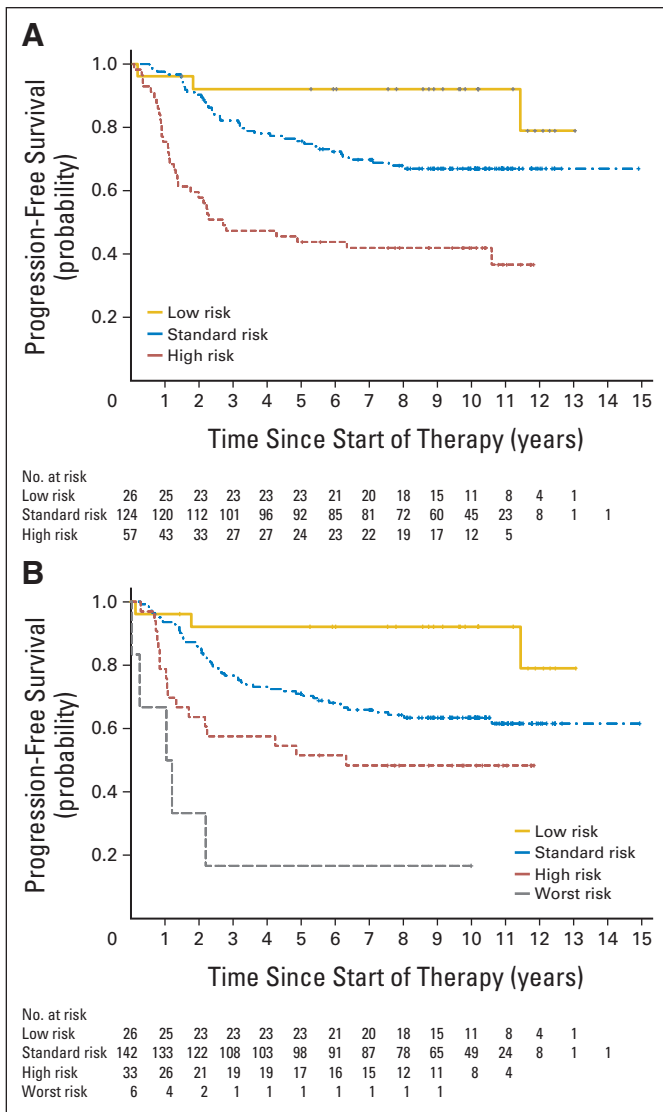 A
Progression-Free Survival
(probability)
1.0
0.8
0.6
0.4
0.2
Low risk
Standard risk
High risk
0 1 2 3 4 5 6 7 8 9 10 11 12 13 14 15
Time Since Start of Therapy (years)
No. at risk
Low risk 26 25 23 23 23 23 21 20 18 15 11 8 4 1
Standard risk 124 120 112 101 96 92 85 81 72 60 45 23 8 1 1
High risk 57 43 33 27 27 24 23 22 19 17 12 5
B
Progression-Free Survival
(probability)
1.0
0.8
0.6
0.4
0.2
Low risk
Standard risk
High risk
Worst risk
0 1 2 3 4 5 6 7 8 9 10 11 12 13 14 15
Time Since Start of Therapy (years)
No. at risk
Low risk 26 25 23 23 23 23 21 20 18 15 11 8 4 1
Standard risk 142 133 122 108 103 98 91 87 78 65 49 24 8 1 1
High risk 33 26 21 19 19 17 16 15 12 11 8 4
Worst risk 6 4 2 1 1 1 1 1 1 1